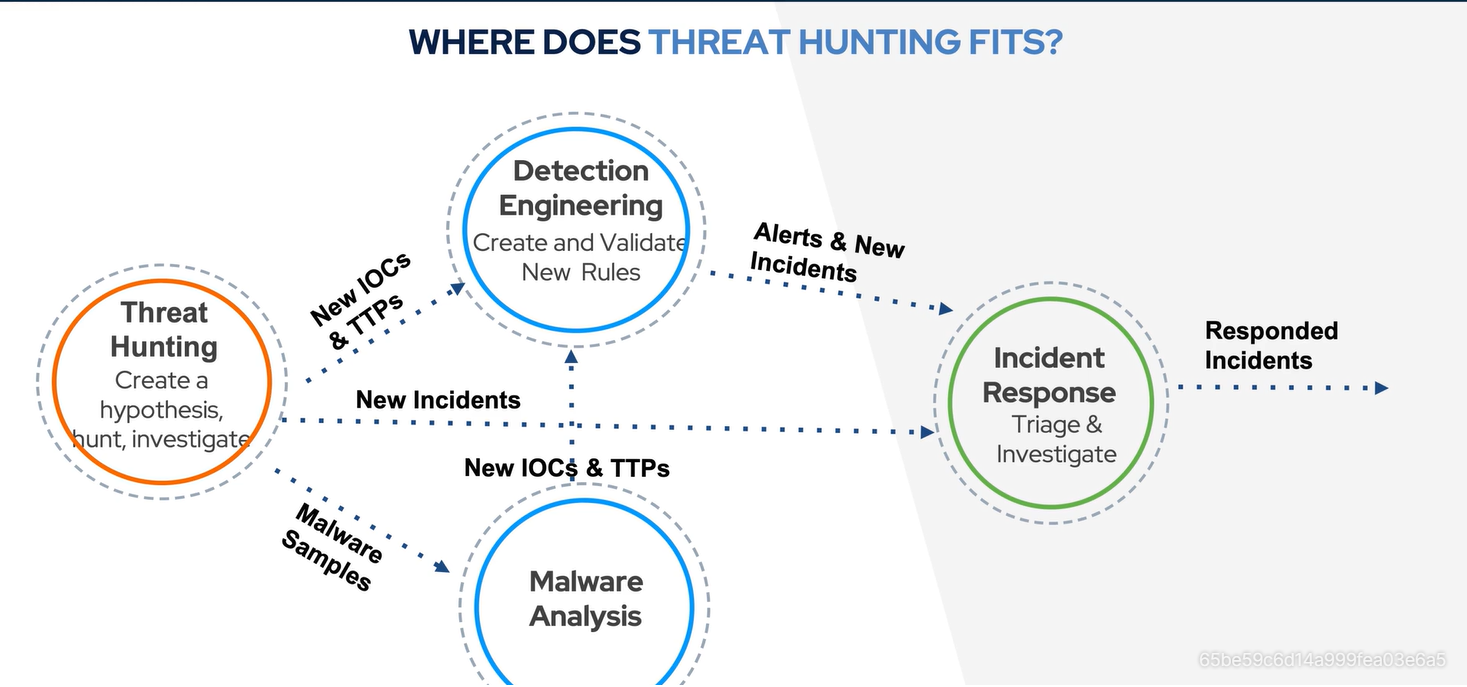 WHERE DOES THREAT HUNTING FITS?
Detection
Engineering
Create and Validate
New Rules
Alerts & New
Incidents
New IOCs
& TTPs
Threat
Hunting
Create a
hypothesis,
hunt, investigate
New Incidents
Incident
Response
Triage &
Investigate
Responded
Incidents
New IOCs & TTPs
Malware
Samples
Malware
Analysis
65be59c6d14a999fea03e6a5